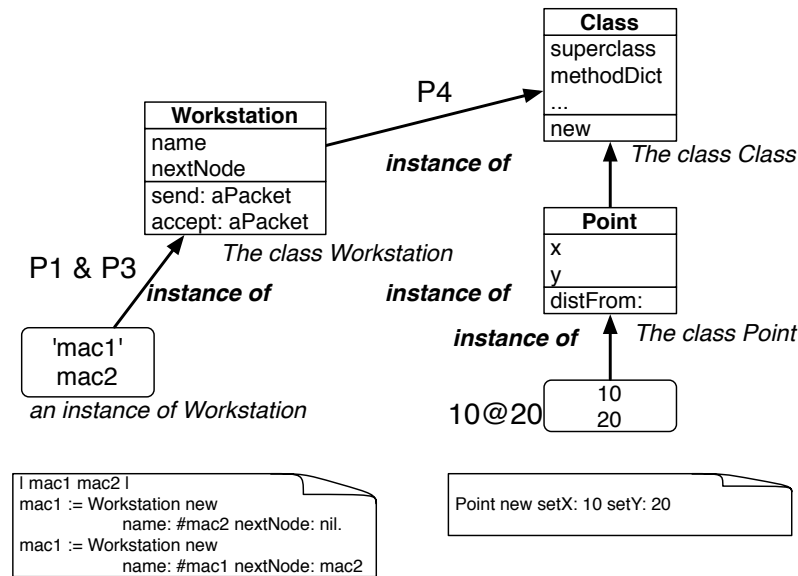 Class
superclass
methodDict
...
new
The class Class
P4
instance of
Workstation
name
nextNode
send: aPacket
accept: aPacket
The class Workstation
P1 & P3
instance of
'mac1'
mac2
an instance of Workstation
Point
x
y
distFrom:
The class Point
instance of
instance of
10@20
10
20
| mac1 mac2 |
mac1 := Workstation new
name: #mac2 nextNode: nil.
mac1 := Workstation new
name: #mac1 nextNode: mac2
Point new setX: 10 setY: 20